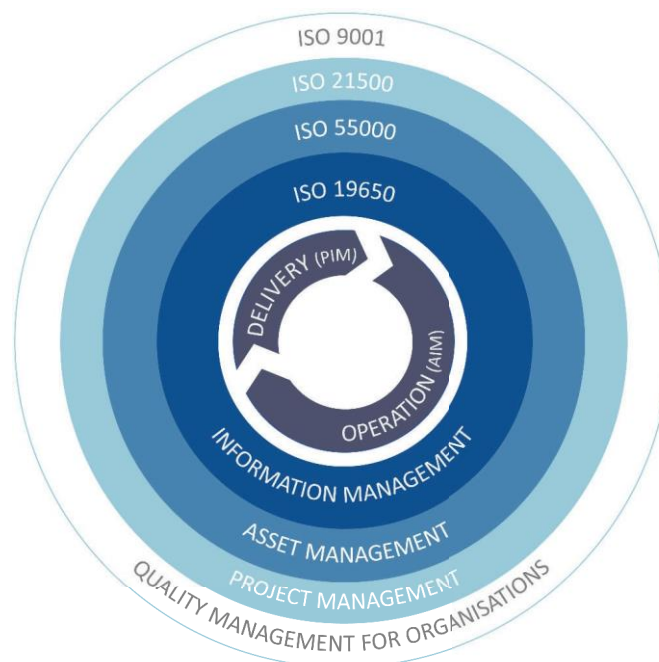 ISO 9001
ISO 21500
ISO 55000
ISO 19650
DELIVERY (PIM)
OPERATION (AIM)
INFORMATION MANAGEMENT
ASSET MANAGEMENT
PROJECT MANAGEMENT
QUALITY MANAGEMENT FOR ORGANISATIONS